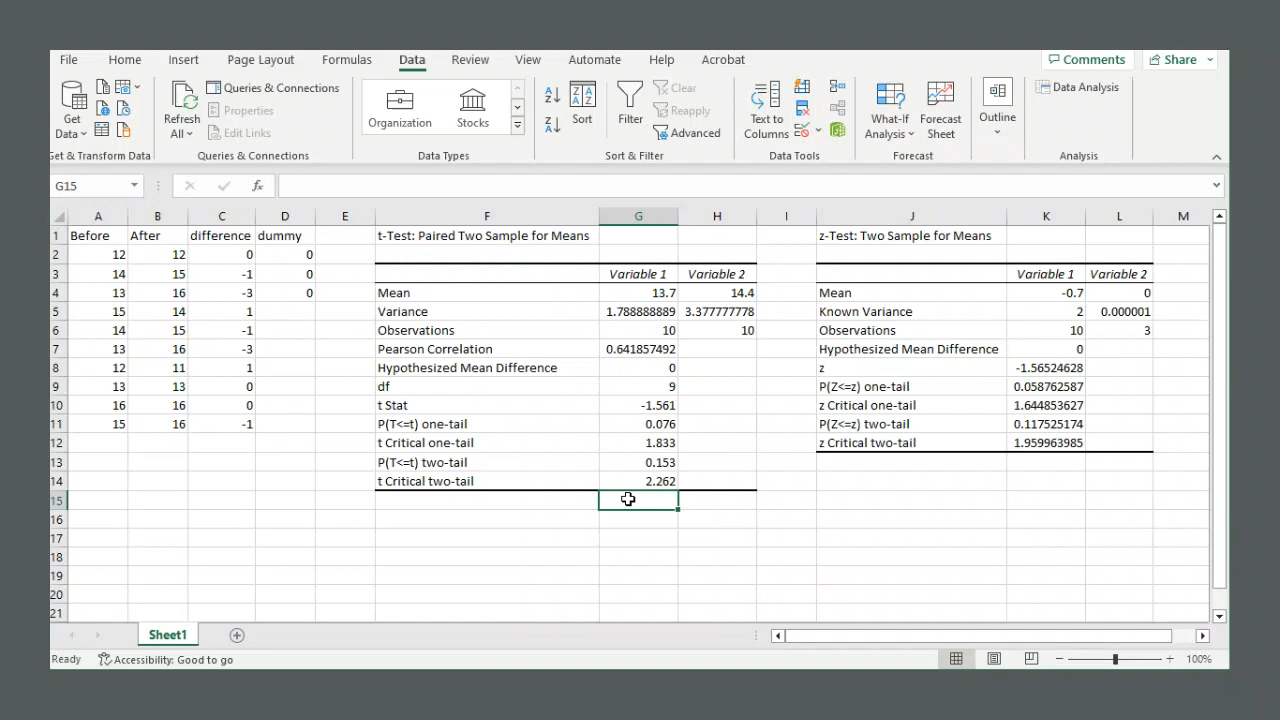 File Home Insert Page Layout Formulas Data Review View Automate Help Acrobat Comments Share
Get Data
Refresh All
Queries & Connections
Properties
Edit Links
Organization Stocks
Sort
Filter
Clear
Reapply
Advanced
Text to Columns
What-If Analysis
Forecast Sheet
Outline
Data Analysis
Get & Transform Data Queries & Connections Data Types Sort & Filter Data Tools Forecast Analysis
G15 fx
A B C D E F G H I J K L M
1 Before After difference dummy t-Test: Paired Two Sample for Means z-Test: Two Sample for Means
2 12 12 0 0
3 14 15 -1 0 Variable 1 Variable 2 Variable 1 Variable 2
4 13 16 -3 0 Mean 13.7 14.4 Mean -0.7 0
5 15 14 1 Variance 1.788888889 3.377777778 Known Variance 2 0.000001
6 14 15 -1 Observations 10 10 Observations 10 3
7 13 16 -3 Pearson Correlation 0.641857492 Hypothesized Mean Difference 0
8 12 11 1 Hypothesized Mean Difference 0 z -1.56524628
9 13 13 0 df 9 P(Z<=z) one-tail 0.058762587
10 16 16 0 t Stat -1.561 z Critical one-tail 1.644853627
11 15 16 -1 P(T<=t) one-tail 0.076 P(Z<=z) two-tail 0.117525174
12 t Critical one-tail 1.833 z Critical two-tail 1.959963985
13 P(T<=t) two-tail 0.153
14 t Critical two-tail 2.262
15
16
17
18
19
20
21
Sheet1
Ready Accessibility: Good to go 100%